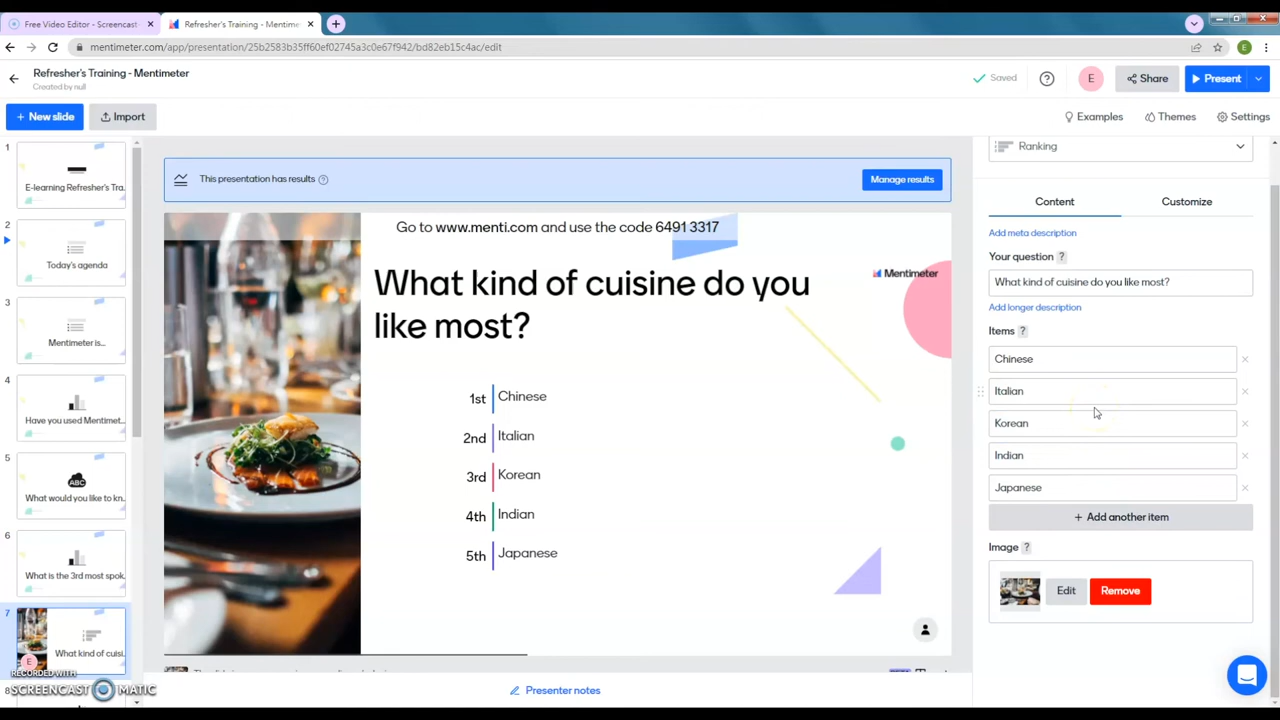 Free Video Editor - Screencast
Refresher's Training - Mentime
mentimeter.com/app/presentation/25b2583b35ff60ef02745a3c0e67f942/bd82eb15c4ac/edit
E
Refresher's Training - Mentimeter
Created by null
Saved
E
Share
Present
+ New slide
Import
Examples
Themes
Settings
1
E-learning Refresher's Tra.
2
Today's agenda
3
Mentimeter is...
4
Have you used Mentimet...
5
ABC
What would you like to kn...
6
What is the 3rd most spok...
7
What kind of cuisi...
E
8
RECORDED WITH
SCREENCAST MATIC
This presentation has results ?
Manage results
Go to www.menti.com and use the code 6491 3317
Mentimeter
What kind of cuisine do you
like most?
1st Chinese
2nd Italian
3rd Korean
4th Indian
5th Japanese
Presenter notes
Ranking
Content
Customize
Add meta description
Your question ?
What kind of cuisine do you like most?
Add longer description
Items ?
Chinese
Italian
Korean
Indian
Japanese
+ Add another item
Image ?
Edit
Remove